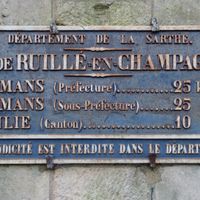 DÉPARTEMENT DE LA SARTHE.
DE RUILLÉ-EN-CHAMPAG
MANS (Préfecture) 25 k
MANS (Sous-Préfecture) 25
LIE (Canton) 10
DICITÉ EST INTERDITE DANS LE DÉPART